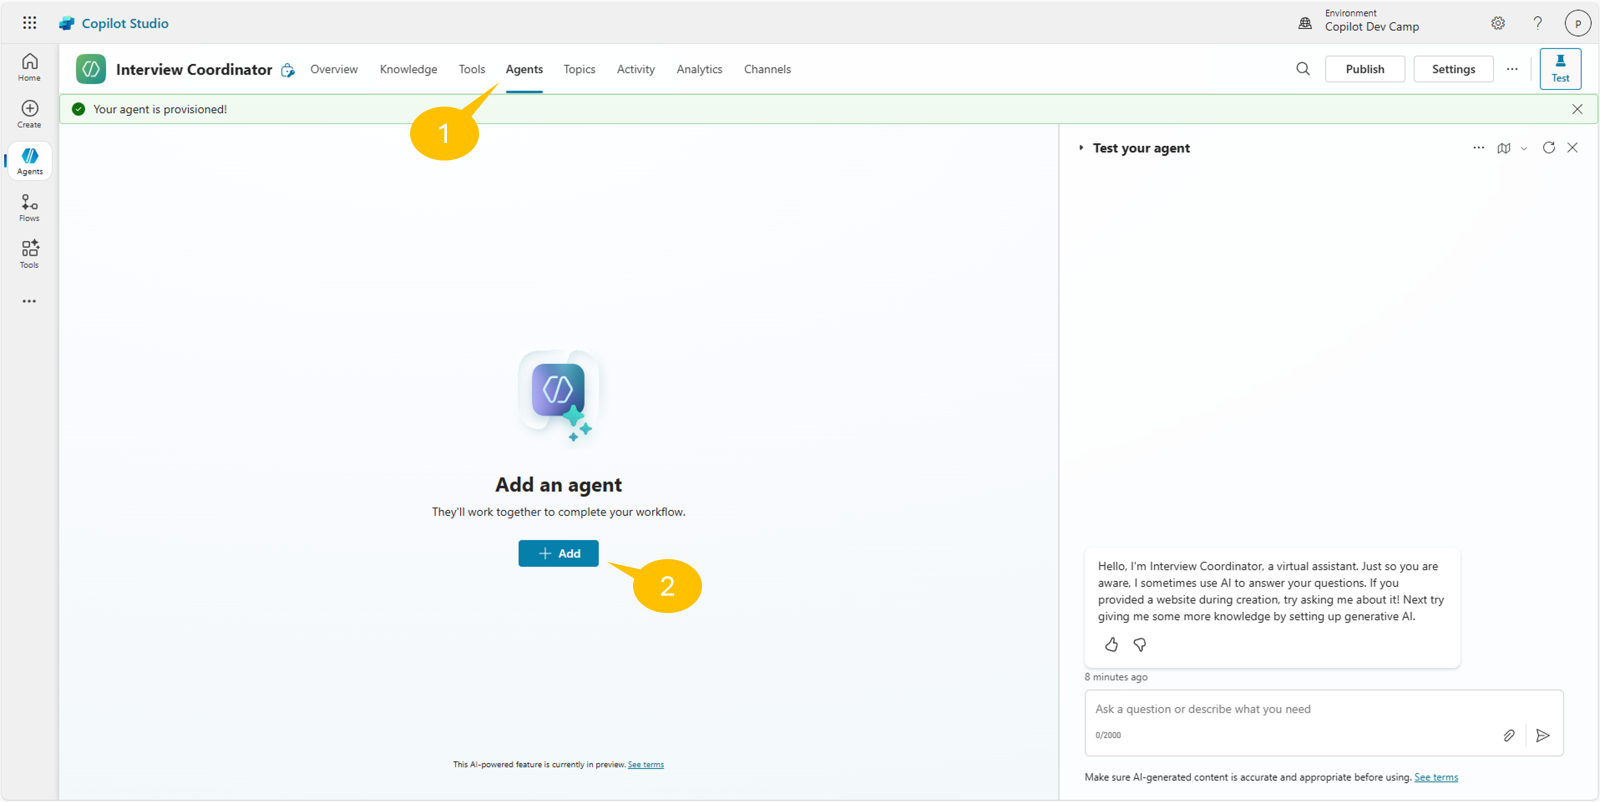 Copilot Studio
Environment
Copilot Dev Camp
?
P
Home
Create
Agents
Flows
Tools
Interview Coordinator
Overview
Knowledge
Tools
Agents
Topics
Activity
Analytics
Channels
Publish
Settings
Test
Your agent is provisioned!
1
Add an agent
They'll work together to complete your workflow.
+ Add
2
This AI-powered feature is currently in preview. See terms
Test your agent
Hello, I'm Interview Coordinator, a virtual assistant. Just so you are
aware, I sometimes use AI to answer your questions. If you
provided a website during creation, try asking me about it! Next try
giving me some more knowledge by setting up generative AI.
8 minutes ago
Ask a question or describe what you need
0/2000
Make sure AI-generated content is accurate and appropriate before using. See terms